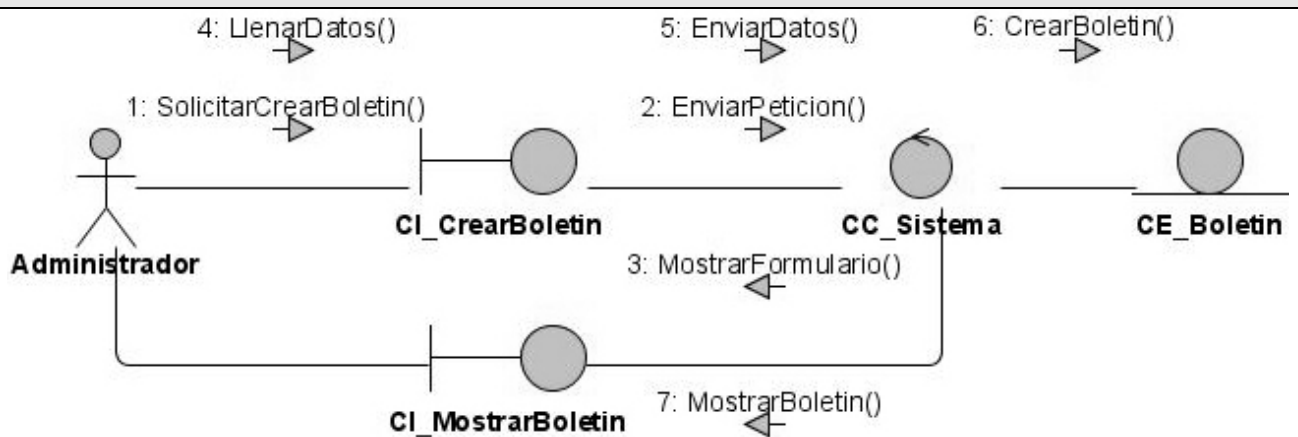 4: LlenarDatos()
5: EnviarDatos()
6: CrearBoletin()
1: SolicitarCrearBoletin()
2: EnviarPeticion()
CI_CrearBoletin
CC_Sistema
CE_Boletin
Administrador
3: MostrarFormulario()
CI_MostrarBoletin
7: MostrarBoletin()